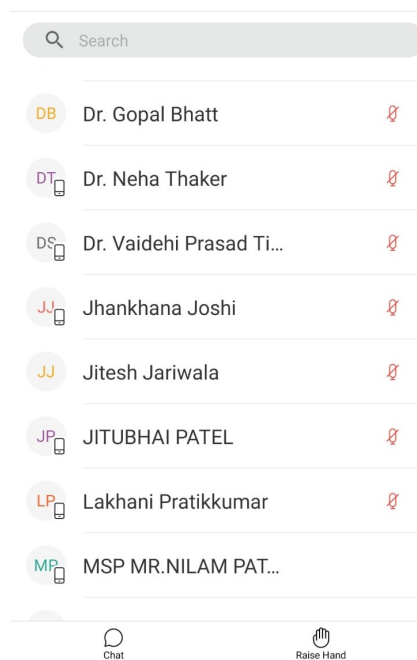 Search
DB Dr. Gopal Bhatt
DT Dr. Neha Thaker
DS Dr. Vaidehi Prasad Ti...
JJ Jhankhana Joshi
JJ Jitesh Jariwala
JP JITUBHAI PATEL
LP Lakhani Pratikkumar
MP MSP MR.NILAM PAT...
Chat Raise Hand